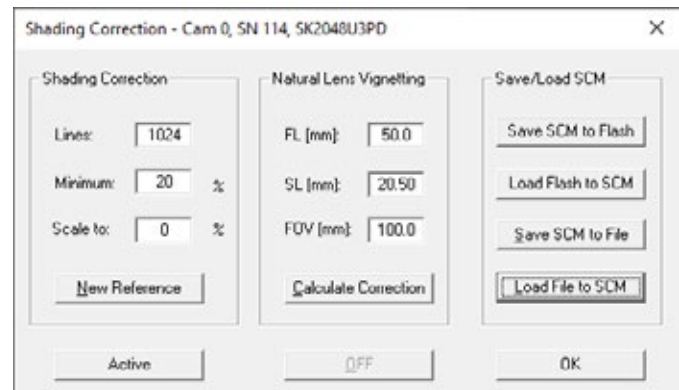 Shading Correction - Cam 0, SN 114, SK2048U3PD
Shading Correction
Lines: 1024
Minimum: 20 %
Scale to: 0 %
New Reference
Natural Lens Vignetting
FL [mm]: 50.0
SL [mm]: 20.50
FOV [mm]: 100.0
Calculate Correction
Save/Load SCM
Save SCM to Flash
Load Flash to SCM
Save SCM to File
Load File to SCM
Active
OFF
OK